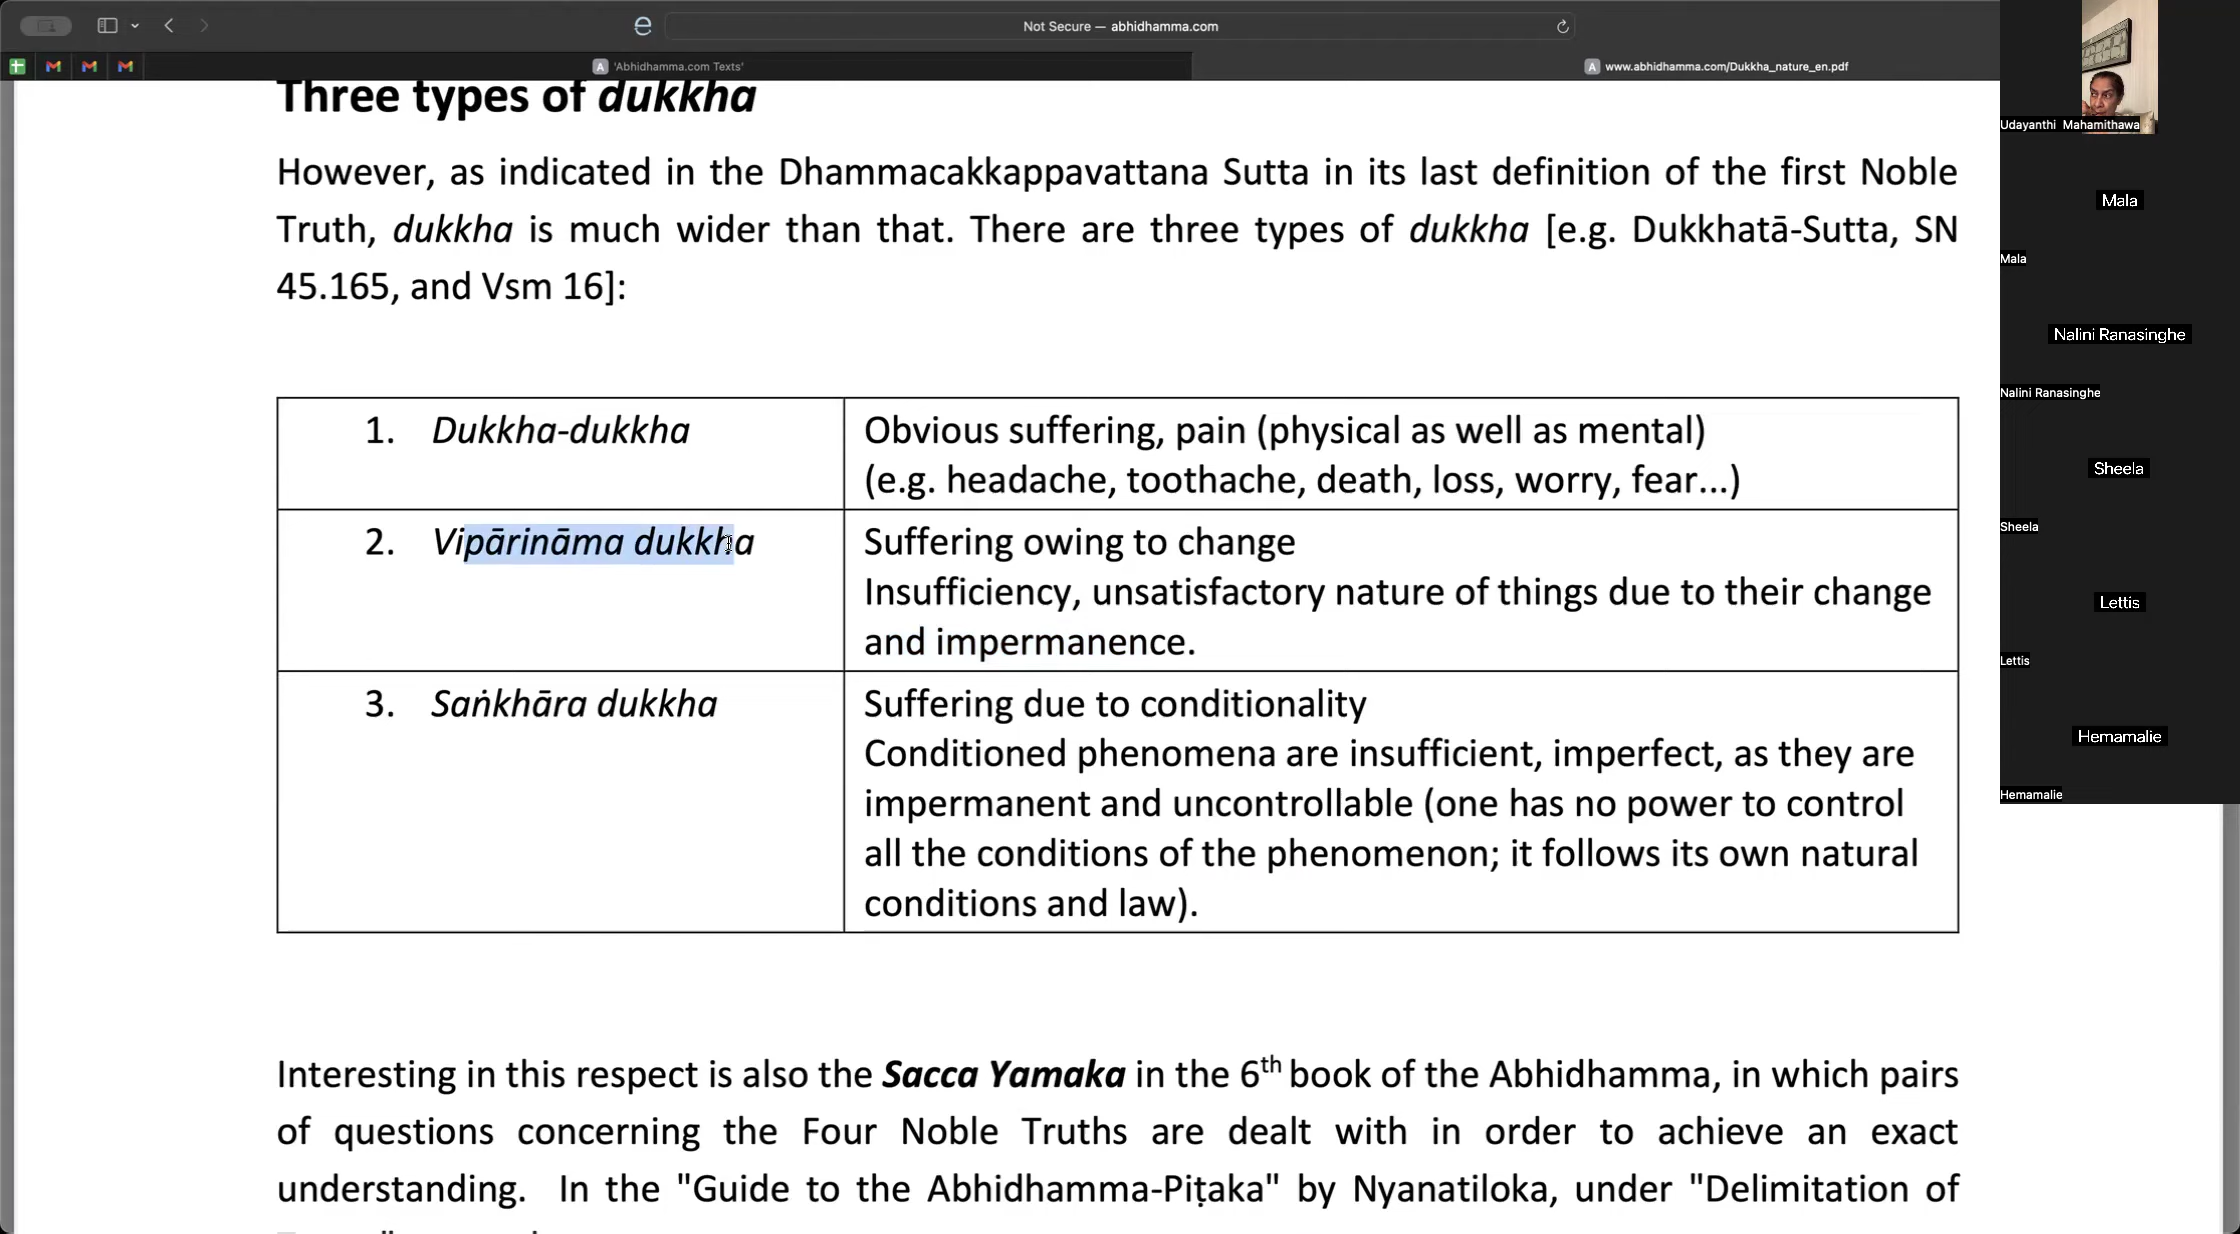 Not Secure — abhidhamma.com
'Abhidhamma.com Texts'
www.abhidhamma.com/Dukkha_nature_en.pdf
Three types of dukkha
However, as indicated in the Dhammacakkappavattana Sutta in its last definition of the first Noble
Truth, dukkha is much wider than that. There are three types of dukkha [e.g. Dukkhatā-Sutta, SN
45.165, and Vsm 16]:
1. Dukkha-dukkha
Obvious suffering, pain (physical as well as mental)
(e.g. headache, toothache, death, loss, worry, fear...)
2. Vipārināma dukkha
Suffering owing to change
Insufficiency, unsatisfactory nature of things due to their change
and impermanence.
3. Saṅkhāra dukkha
Suffering due to conditionality
Conditioned phenomena are insufficient, imperfect, as they are
impermanent and uncontrollable (one has no power to control
all the conditions of the phenomenon; it follows its own natural
conditions and law).
Interesting in this respect is also the Sacca Yamaka in the 6th book of the Abhidhamma, in which pairs
of questions concerning the Four Noble Truths are dealt with in order to achieve an exact
understanding. In the "Guide to the Abhidhamma-Piṭaka" by Nyanatiloka, under "Delimitation of
Udayanthi Mahamithawa
Mala
Mala
Nalini Ranasinghe
Nalini Ranasinghe
Sheela
Sheela
Lettis
Lettis
Hemamalie
Hemamalie